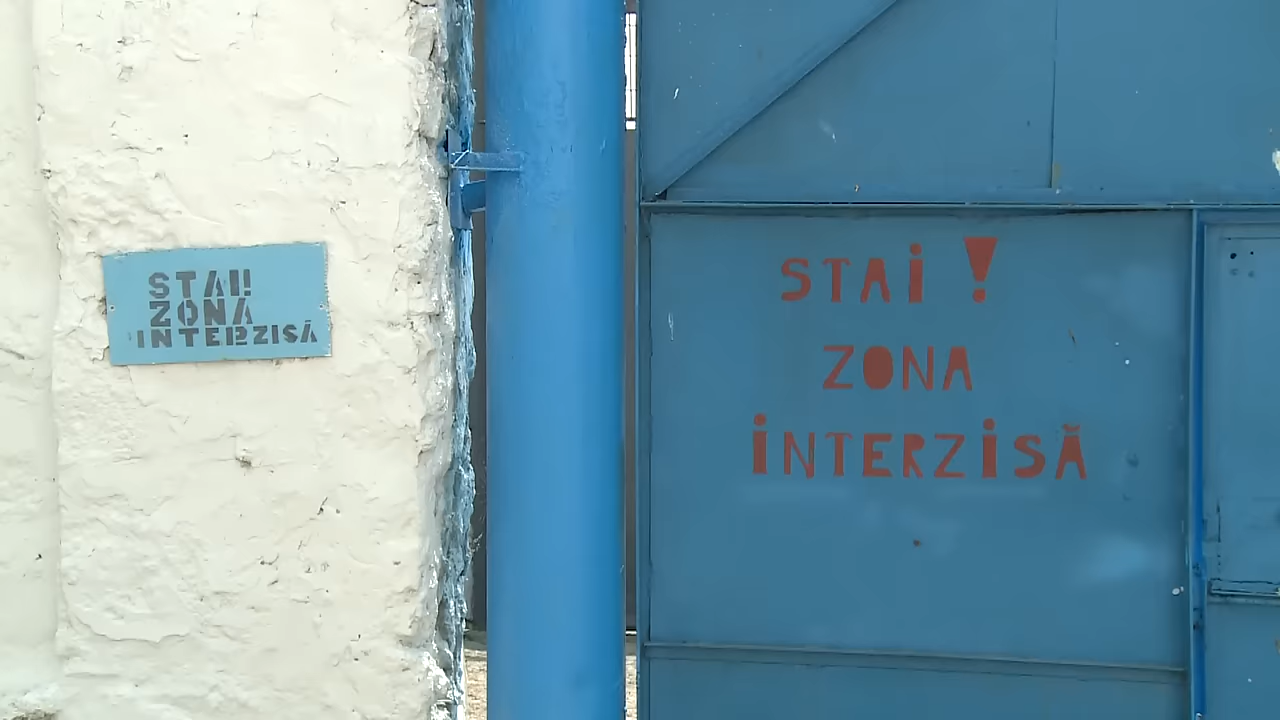 STAI!
ZONA
INTERZISĂ
STAI !
ZONA
INTERZISĂ